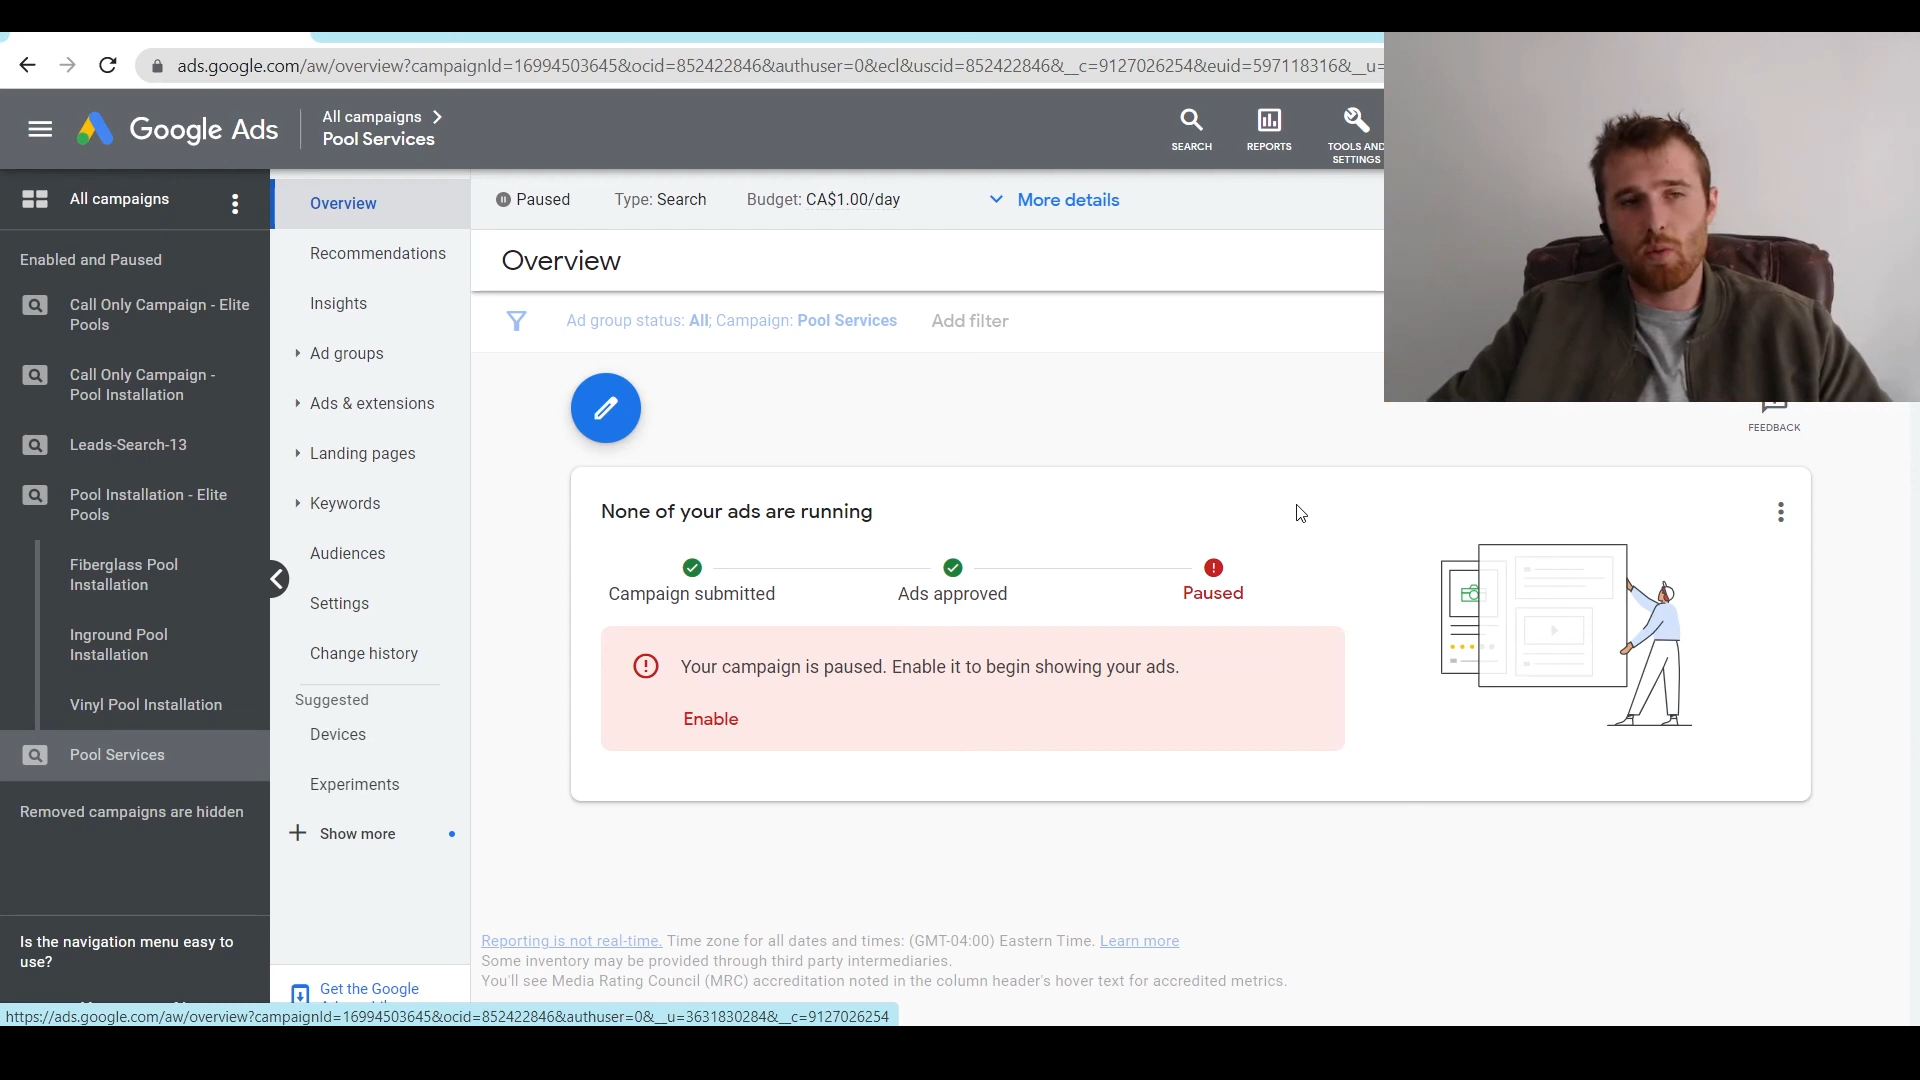 ads.google.com/aw/overview?campaignId=16994503645&ocid=852422846&authuser=0&ecl&uscid=852422846&__c=9127026254&euid=597118316&__u=
Google Ads
All campaigns
Pool Services
SEARCH
REPORTS
TOOLS AND
SETTINGS
All campaigns
Enabled and Paused
Call Only Campaign - Elite
Pools
Call Only Campaign -
Pool Installation
Leads-Search-13
Pool Installation - Elite
Pools
Fiberglass Pool
Installation
Inground Pool
Installation
Vinyl Pool Installation
Pool Services
Removed campaigns are hidden
Is the navigation menu easy to
use?
Overview
Recommendations
Insights
Ad groups
Ads & extensions
Landing pages
Keywords
Audiences
Settings
Change history
Suggested
Devices
Experiments
Show more
Get the Google
Paused
Type: Search
Budget: CA$1.00/day
More details
Overview
Ad group status: All; Campaign: Pool Services
Add filter
FEEDBACK
None of your ads are running
Campaign submitted
Ads approved
Paused
Your campaign is paused. Enable it to begin showing your ads.
Enable
Reporting is not real-time. Time zone for all dates and times: (GMT-04:00) Eastern Time. Learn more
Some inventory may be provided through third party intermediaries.
You'll see Media Rating Council (MRC) accreditation noted in the column header's hover text for accredited metrics.
https://ads.google.com/aw/overview?campaignId=16994503645&ocid=852422846&authuser=0&__u=3631830284&__c=9127026254